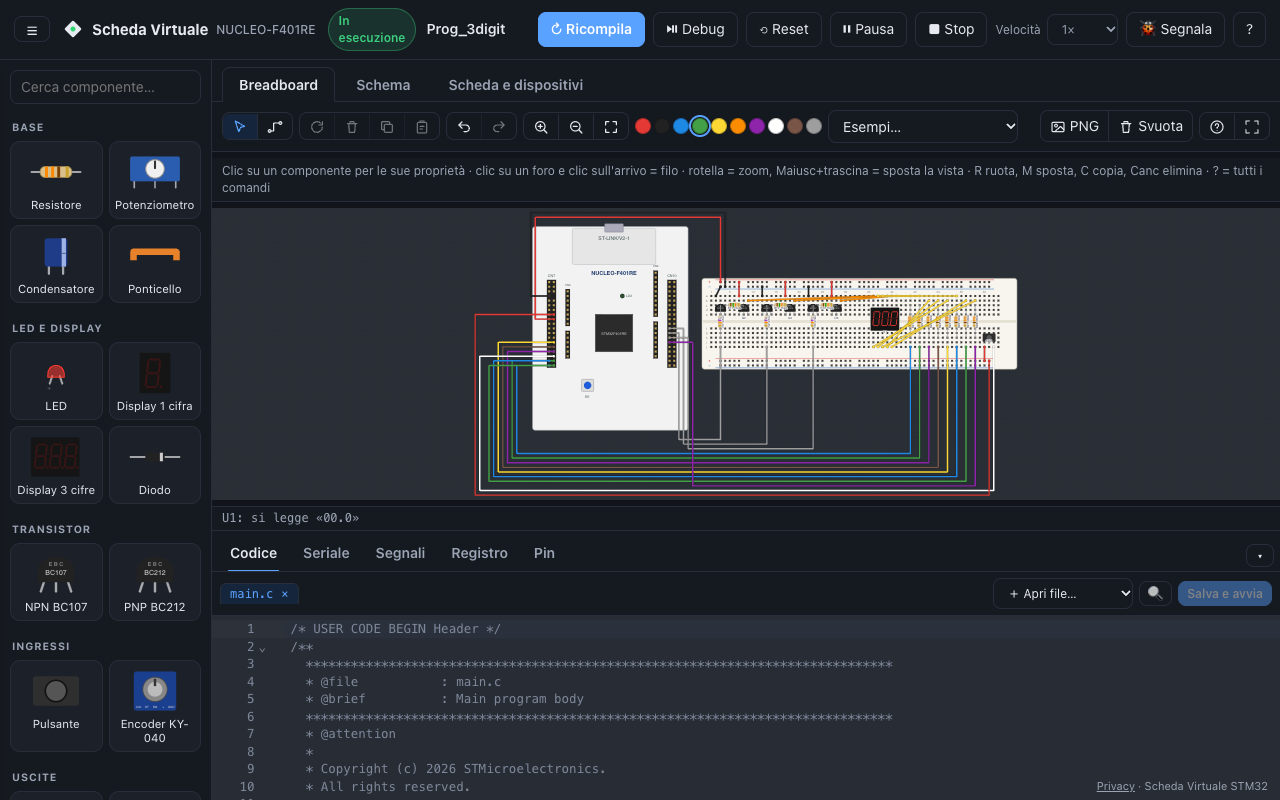 ☰ Scheda Virtuale NUCLEO-F401RE In esecuzione Prog_3digit Ricompila Debug Reset Pausa Stop Velocità 1× Segnala ?
Cerca componente...
Breadboard Schema Scheda e dispositivi
Esempi... PNG Svuota
Clic su un componente per le sue proprietà · clic su un foro e clic sull'arrivo = filo · rotella = zoom, Maiusc+trascina = sposta la vista · R ruota, M sposta, C copia, Canc elimina · ? = tutti i
comandi
BASE
Resistore Potenziometro
Condensatore Ponticello
LED E DISPLAY
LED Display 1 cifra
Display 3 cifre Diodo
TRANSISTOR
E B C
BC107
NPN BC107
E B C
BC212
PNP BC212
INGRESSI
Pulsante Encoder KY-
040
USCITE
ST-LINK/V2-1
NUCLEO-F401RE
U1: si legge «00.0»
Codice Seriale Segnali Registro Pin
main.c × + Apri file... Salva e avvia
1 /* USER CODE BEGIN Header */
2 /**
3 ******************************************************************************
4 * @file : main.c
5 * @brief : Main program body
6 ******************************************************************************
7 * @attention
8 *
9 * Copyright (c) 2026 STMicroelectronics.
10 * All rights reserved.
Privacy · Scheda Virtuale STM32